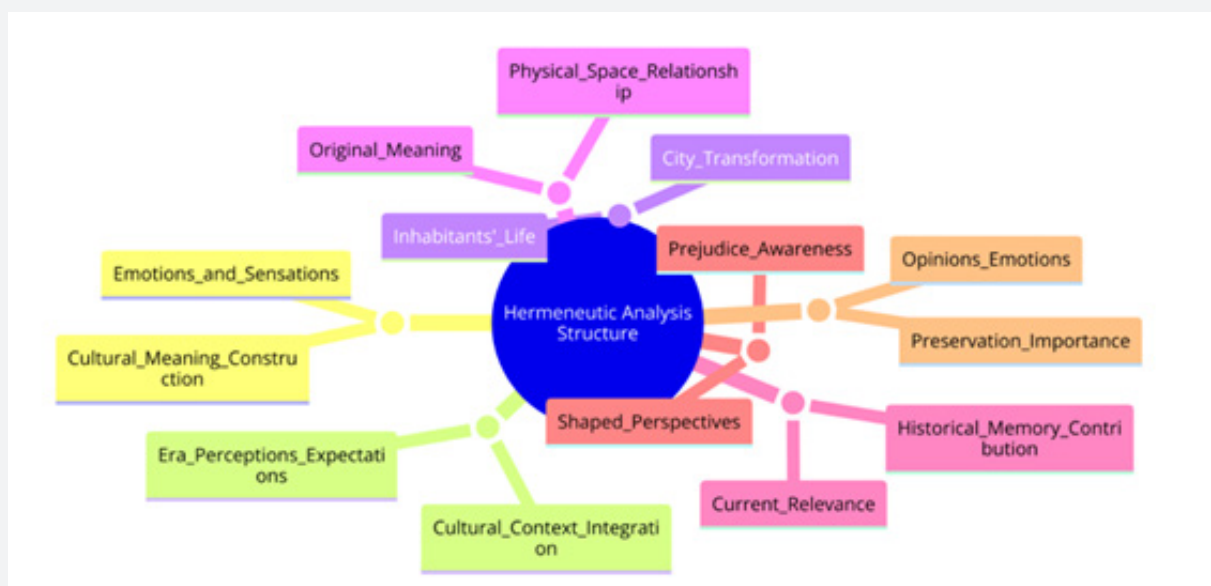 Physical_Space_Relationsh
ip
Original_Meaning
City_Transformation
Inhabitants'_Life
Prejudice_Awareness
Opinions_Emotions
Emotions_and_Sensations
Hermeneutic Analysis
Structure
Preservation_Importance
Cultural_Meaning_Constru
ction
Shaped_Perspectives
Historical_Memory_Contri
bution
Era_Perceptions_Expectati
ons
Current_Relevance
Cultural_Context_Integrati
on